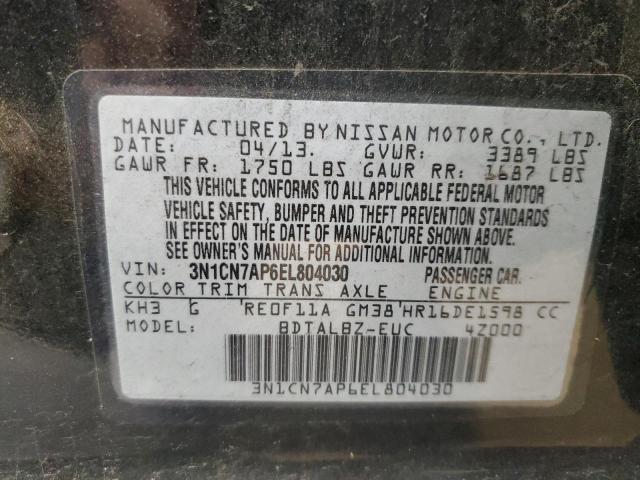 MANUFACTURED BY NISSAN MOTOR CO., LTD.
DATE: 04/13. GVWR: 3389 LBS
GAWR FR: 1750 LBS GAWR RR: 1687 LBS
THIS VEHICLE CONFORMS TO ALL APPLICABLE FEDERAL MOTOR
VEHICLE SAFETY, BUMPER AND THEFT PREVENTION STANDARDS
IN EFFECT ON THE DATE OF MANUFACTURE SHOWN ABOVE.
SEE OWNER'S MANUAL FOR ADDITIONAL INFORMATION.
VIN: 3N1CN7AP6EL804030 PASSENGER CAR.
COLOR TRIM TRANS AXLE ENGINE
KH3 G 'RE0F11A GM38'HR16DE1598 CC
MODEL: BDTALBZ-EUC 4Z000
3N1CN7AP6EL804030